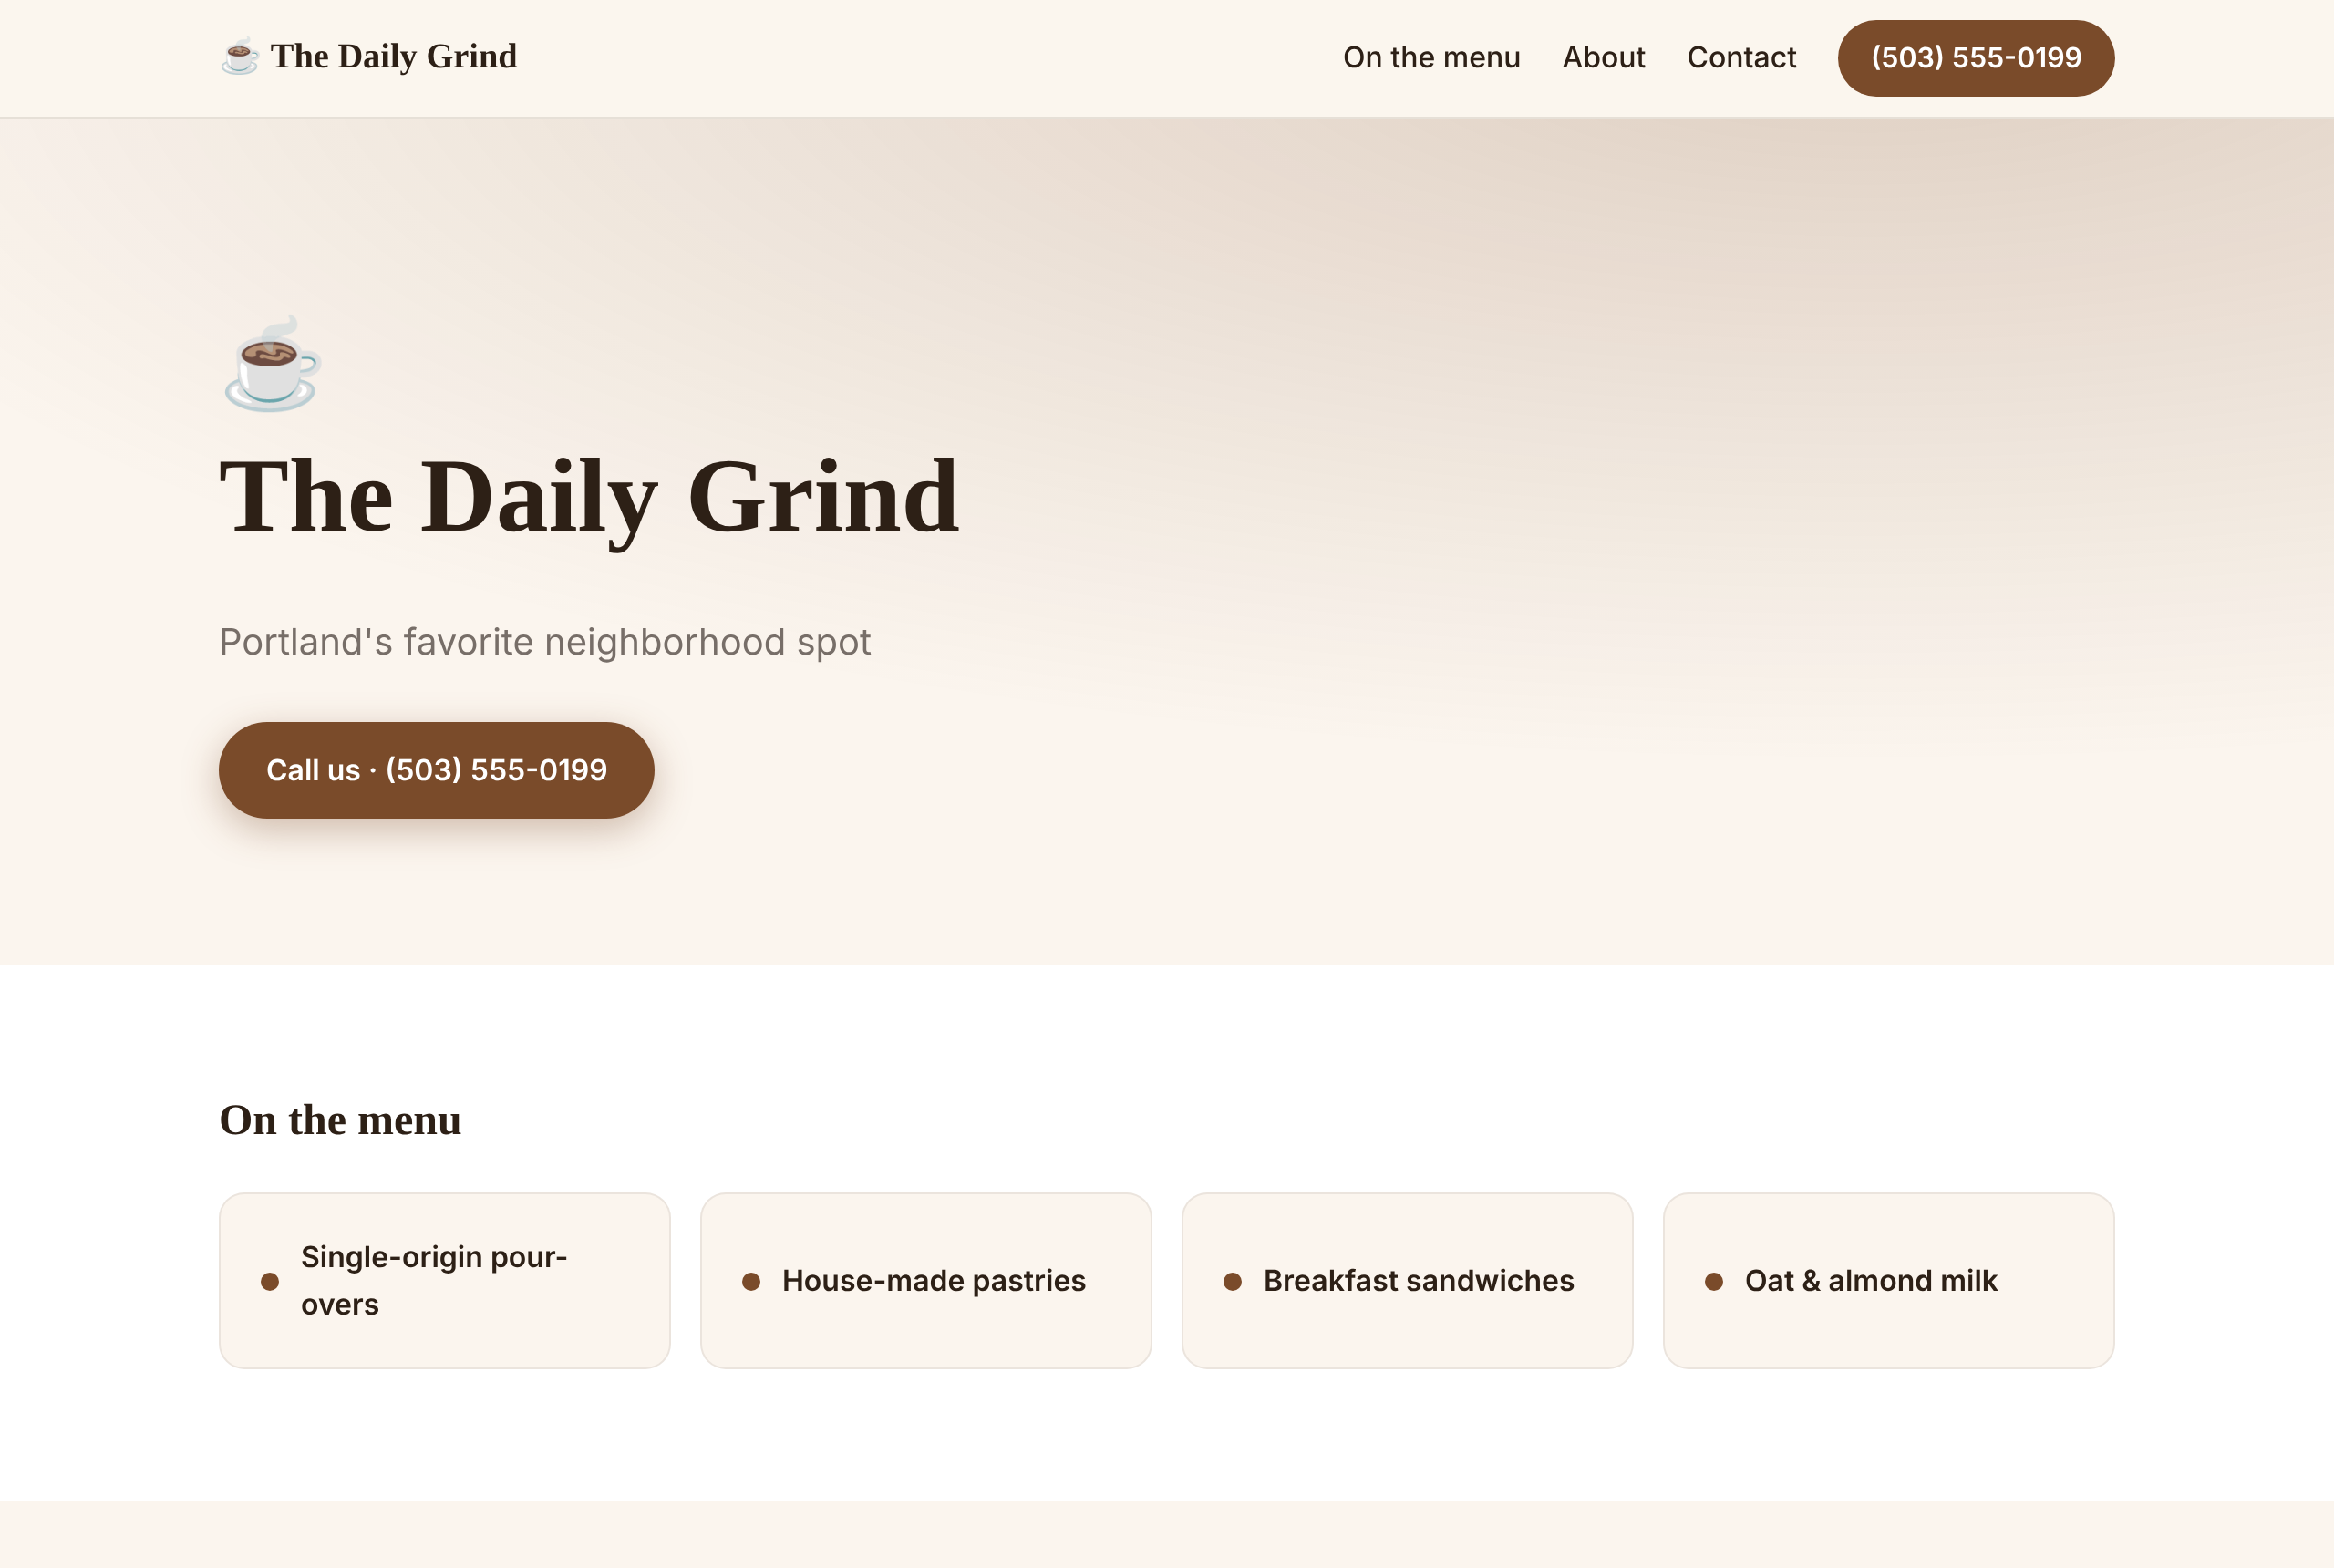 The Daily Grind
On the menu
About
Contact
(503) 555-0199
The Daily Grind
Portland's favorite neighborhood spot
Call us · (503) 555-0199
On the menu
Single-origin pour-
overs
House-made pastries
Breakfast sandwiches
Oat & almond milk